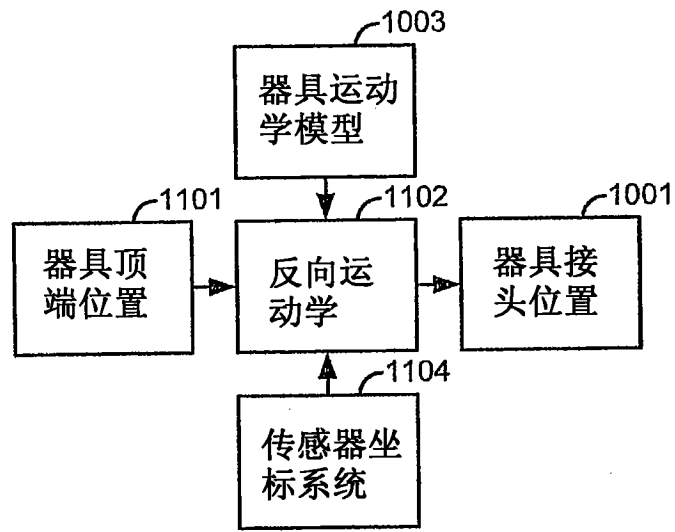 1003
器具运动
学模型
1101
器具顶
端位置
1102
反向运
动学
1001
器具接
头位置
1104
传感器坐
标系统